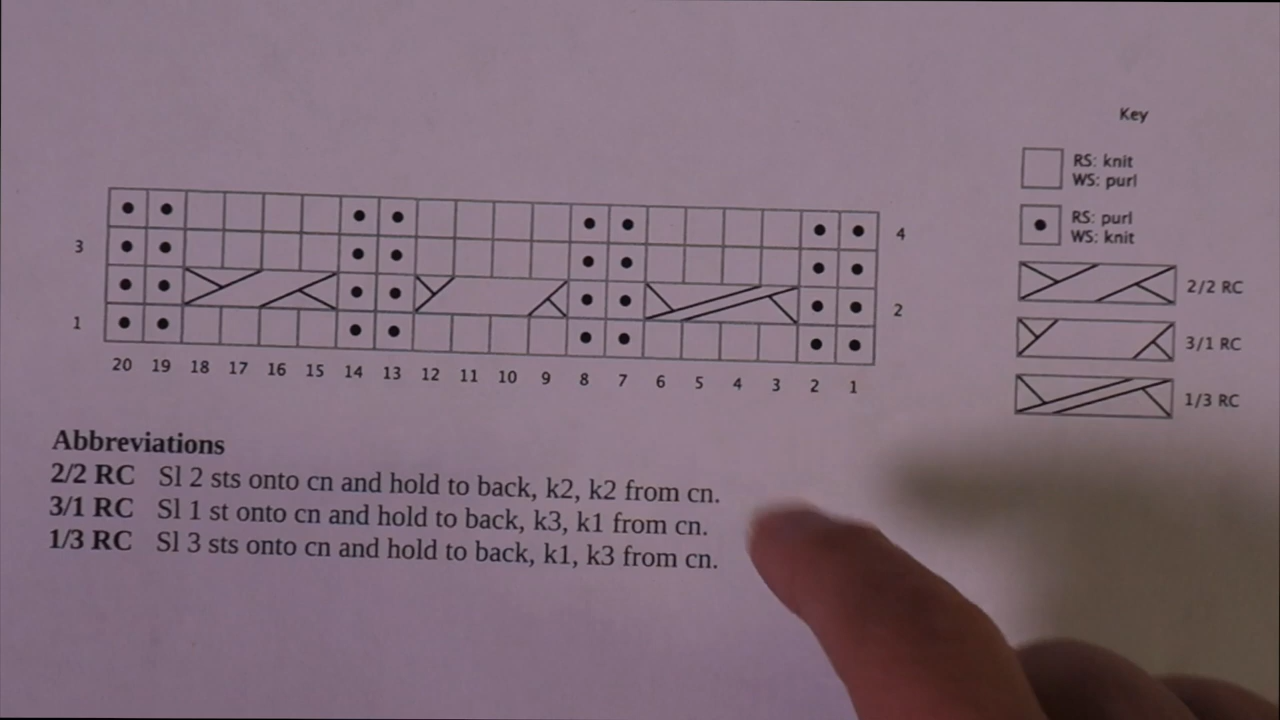 Key
RS: knit
WS: purl
RS: purl
WS: knit
2/2 RC
3/1 RC
1/3 RC
4
3
2
1
20 19 18 17 16 15 14 13 12 11 10 9 8 7 6 5 4 3 2 1
Abbreviations
2/2 RC Sl 2 sts onto cn and hold to back, k2, k2 from cn.
3/1 RC Sl 1 st onto cn and hold to back, k3, k1 from cn.
1/3 RC Sl 3 sts onto cn and hold to back, k1, k3 from cn.